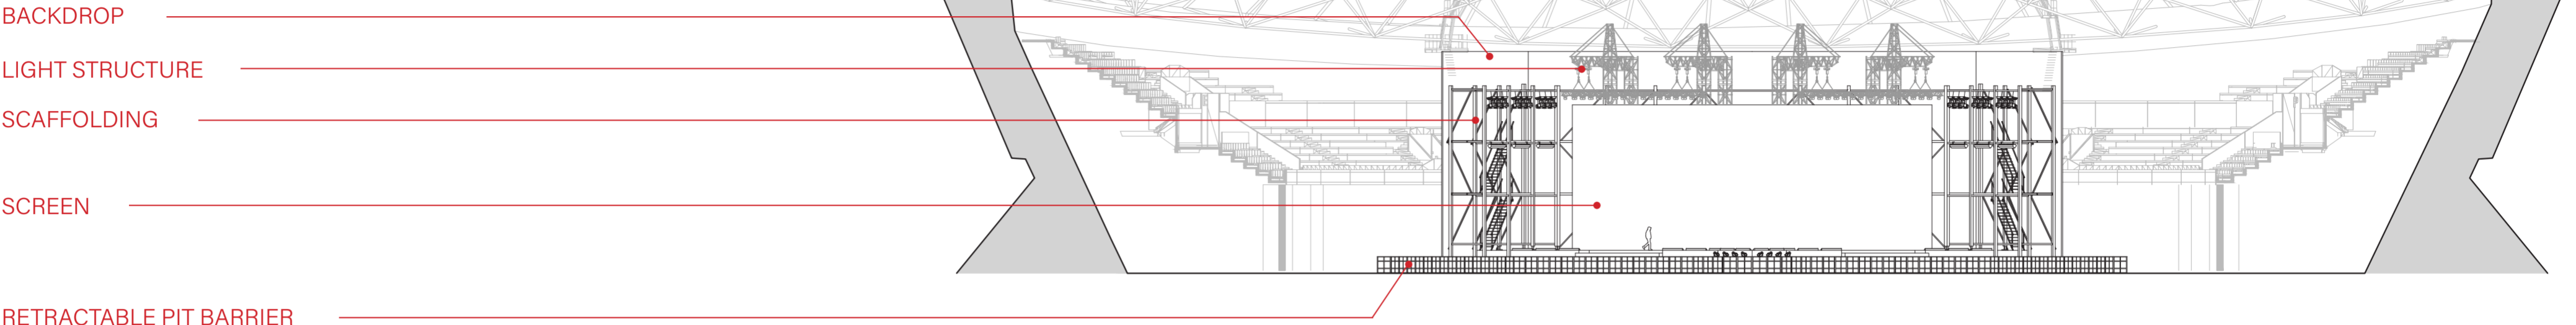 BACKDROP
LIGHT STRUCTURE
SCAFFOLDING
SCREEN
RETRACTABLE PIT BARRIER